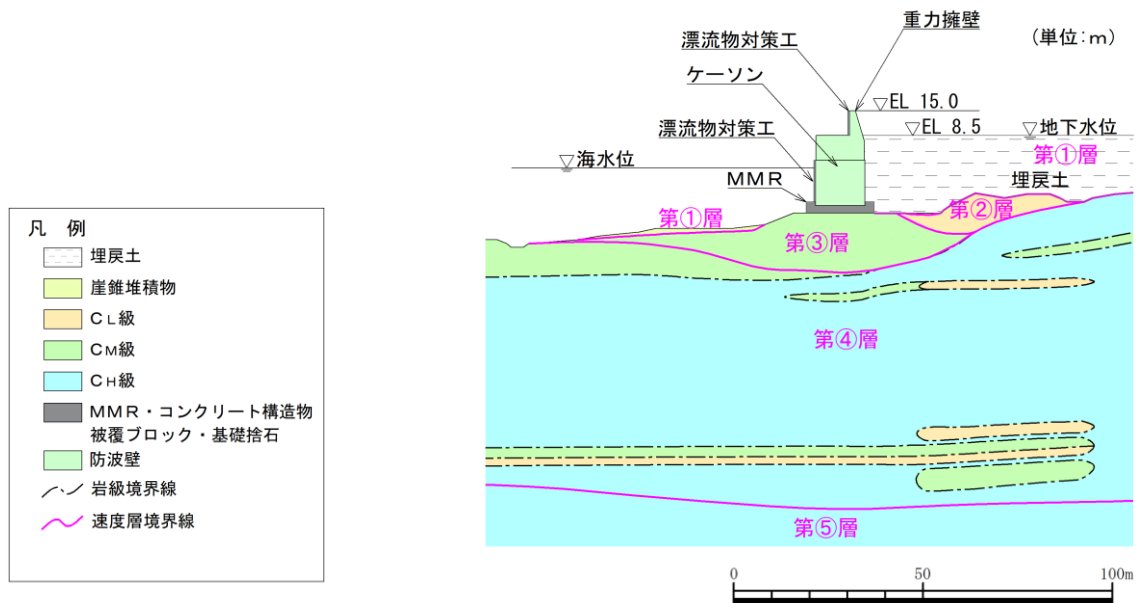 重力擁壁
漂流物対策工
(単位:m)
ケーソン
▽EL 15.0
▽EL 8.5
▽地下水位
漂流物対策工
第①層
▽海水位
MMR
埋戻土
第②層
第①層
第③層
第④層
第⑤層
凡 例
埋戻土
崖錐堆積物
CL級
CM級
CH級
MMR・コンクリート構造物
被覆ブロック・基礎捨石
防波壁
岩級境界線
速度層境界線
0 50 100m